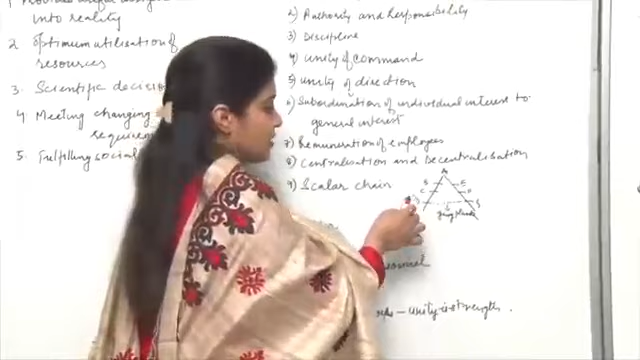 into reality
2 Optimum utilisation of
resources
3. Scientific
4. Meeting changing
5. Fulfilling social
2) Authority and Responsibility
3) Discipline
4) Unity of command
5) Unity of direction
6) Subordination of individual interest to
general interest
7) Remuneration of employees
8) Centralisation and Decentralisation
9) Scalar chain
A
B E
C F
D G
gang plank
— unity is strength.